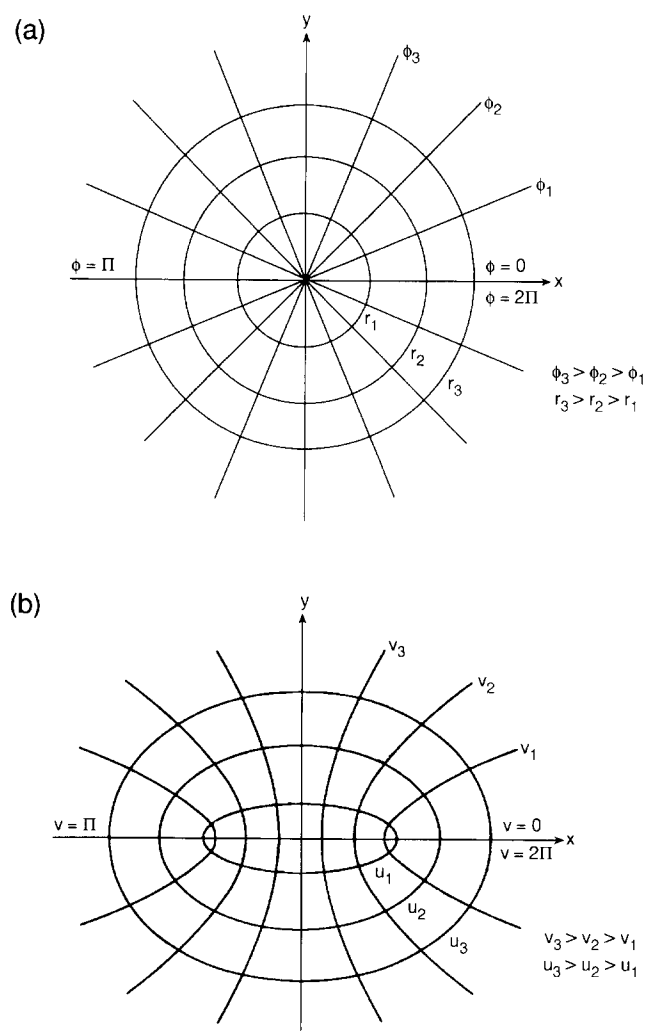 (a)
y
ϕ3
ϕ2
ϕ1
ϕ = Π
ϕ = 0
x
ϕ = 2Π
r1
r2
r3
ϕ3 > ϕ2 > ϕ1
r3 > r2 > r1
(b)
y
v3
v2
v1
v = Π
v = 0
x
v = 2Π
u1
u2
u3
v3 > v2 > v1
u3 > u2 > u1